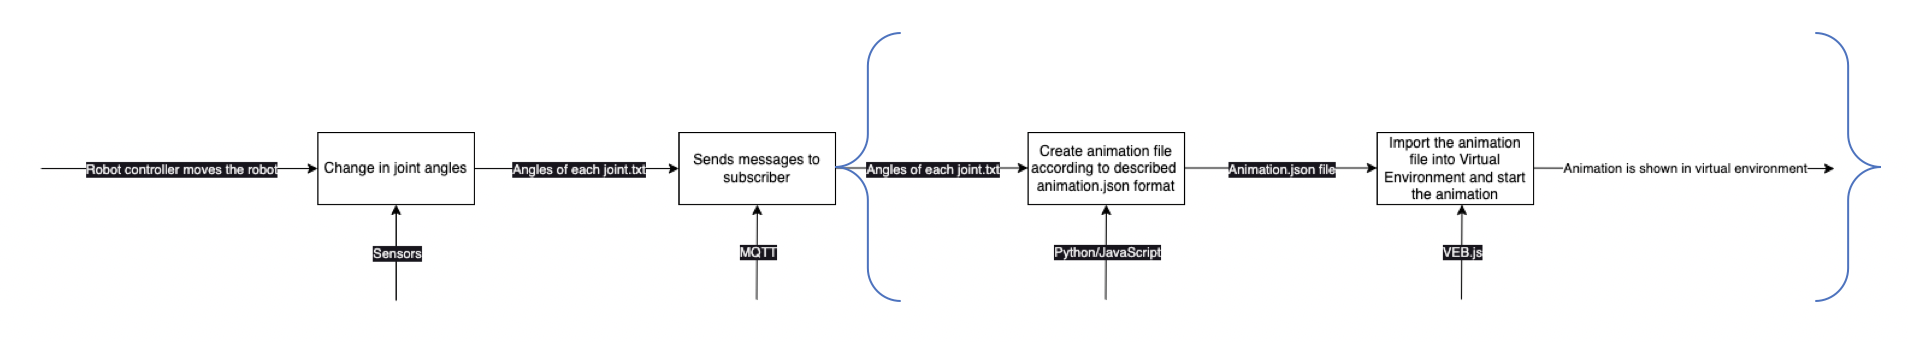 Robot controller moves the robot
Change in joint angles
Angles of each joint.txt
Sends messages to
subscriber
Angles of each joint.txt
Create animation file
according to described
animation.json format
Animation.json file
Import the animation
file into Virtual
Environment and start
the animation
Animation is shown in virtual environment
Sensors
MQTT
Python/JavaScript
VEB.js